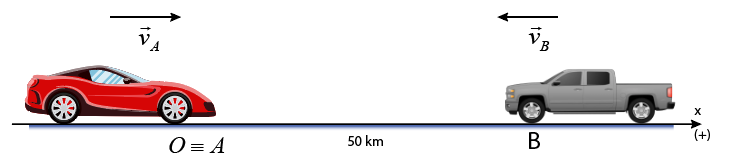 v⃗_A
v⃗_B
x
(+)
O ≡ A
50 km
B